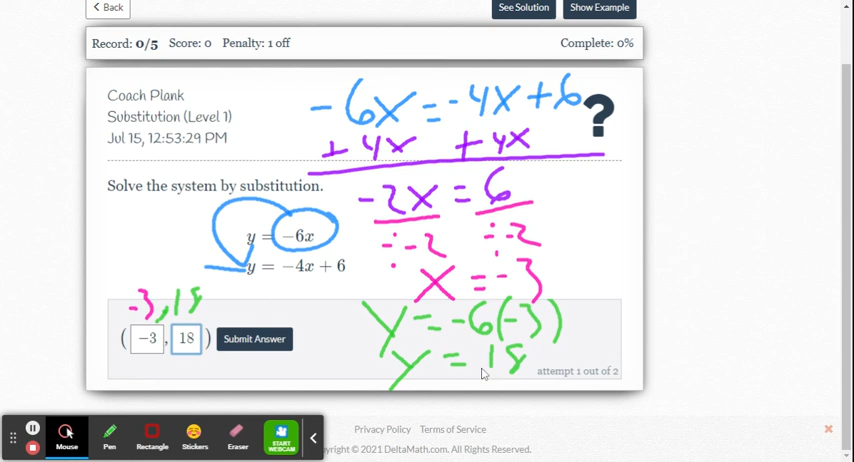 Back
See Solution
Show Example
Record: 0/5 Score: 0 Penalty: 1 off
Complete: 0%
Coach Plank
Substitution (Level 1)
Jul 15, 12:53:29 PM
?
-6x = -4x + 6
+ 4x + 4x
-2x = 6
÷-2 ÷-2
x = -3
y = -6(-3)
y = 18
Solve the system by substitution.
y = −6x
y = −4x + 6
-3, 18
( −3 , 18 ) Submit Answer
attempt 1 out of 2
Mouse
Pen
Rectangle
Stickers
Eraser
START
WEBCAM
Privacy Policy Terms of Service
yright © 2021 DeltaMath.com. All Rights Reserved.